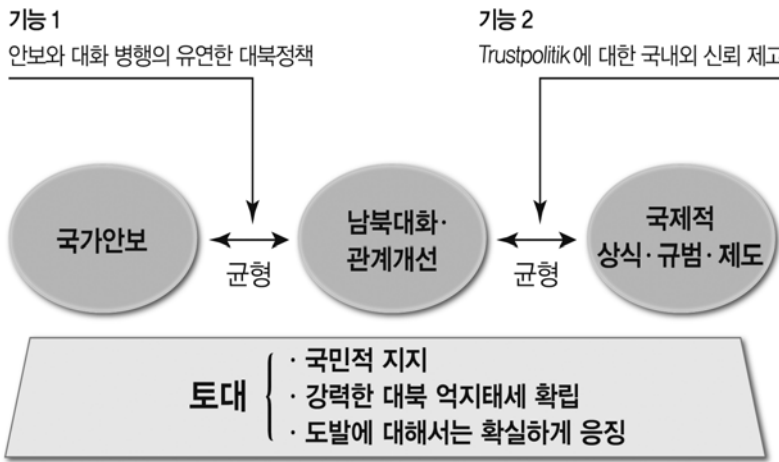 기능 1
안보와 대화 병행의 유연한 대북정책
기능 2
Trustpolitik에 대한 국내외 신뢰 제고
국가안보
균형
남북대화·
관계개선
균형
국제적
상식·규범·제도
토대
· 국민적 지지
· 강력한 대북 억지태세 확립
· 도발에 대해서는 확실하게 응징